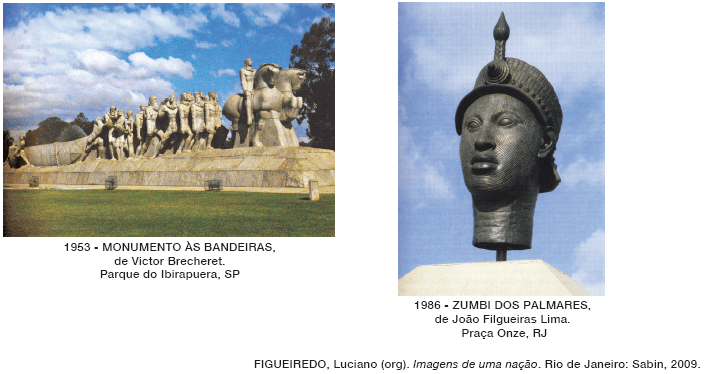 1953 - MONUMENTO ÀS BANDEIRAS,
de Victor Brecheret.
Parque do Ibirapuera, SP
1986 - ZUMBI DOS PALMARES,
de João Filgueiras Lima.
Praça Onze, RJ
FIGUEIREDO, Luciano (org). Imagens de uma nação. Rio de Janeiro: Sabin, 2009.